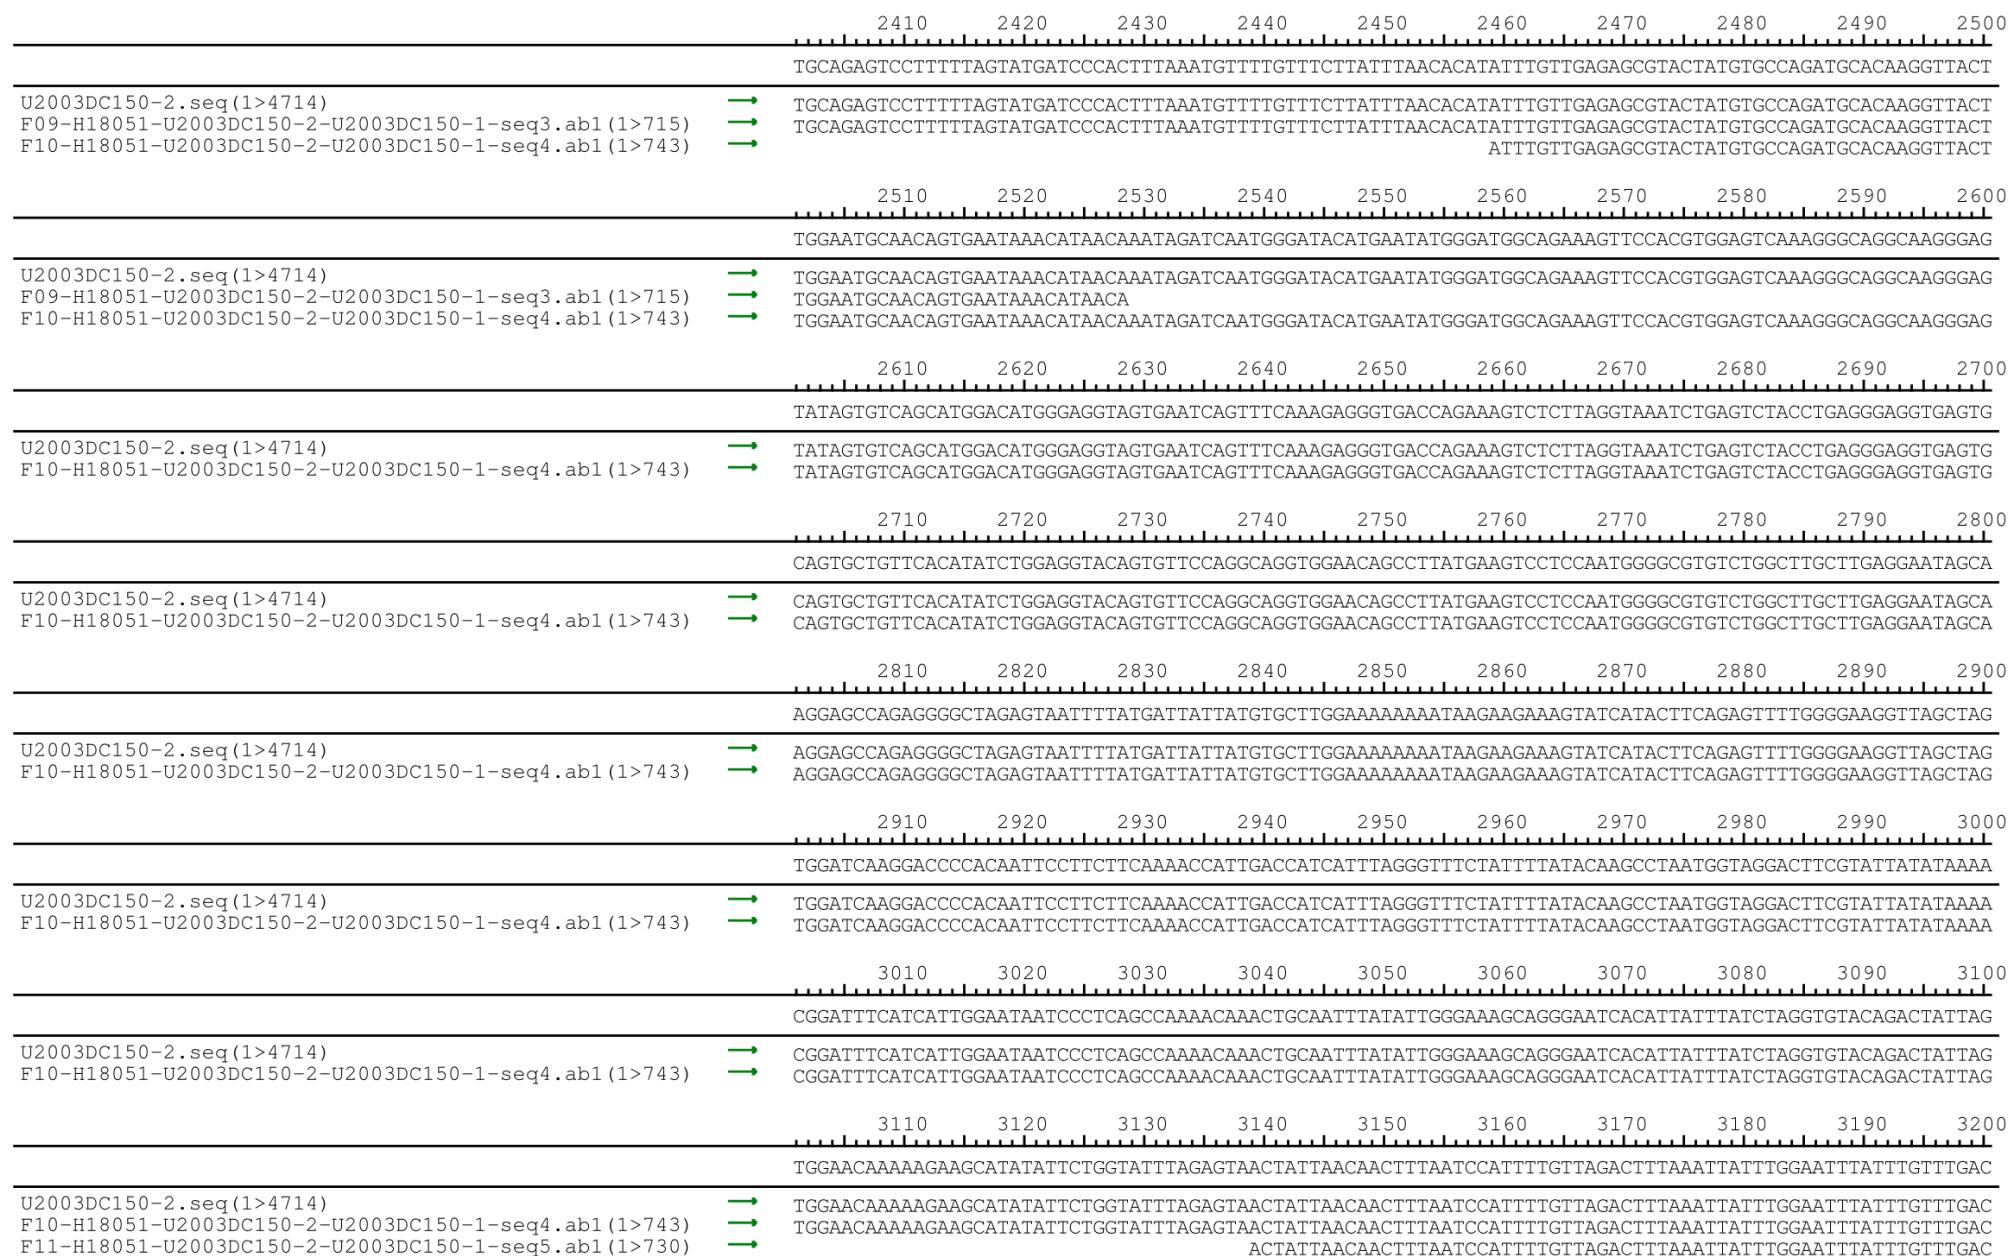 2410 2420 2430 2440 2450 2460 2470 2480 2490 2500
TGCAGAGTCCTTTTTAGTATGATCCCACTTTAAATGTTTTGTTTCTTATTTAACACATATTTGTTGAGAGCGTACTATGTGCCAGATGCACAAGGTTACT
U2003DC150-2.seq(1>4714) TGCAGAGTCCTTTTTAGTATGATCCCACTTTAAATGTTTTGTTTCTTATTTAACACATATTTGTTGAGAGCGTACTATGTGCCAGATGCACAAGGTTACT
F09-H18051-U2003DC150-2-U2003DC150-1-seq3.ab1(1>715) TGCAGAGTCCTTTTTAGTATGATCCCACTTTAAATGTTTTGTTTCTTATTTAACACATATTTGTTGAGAGCGTACTATGTGCCAGATGCACAAGGTTACT
F10-H18051-U2003DC150-2-U2003DC150-1-seq4.ab1(1>743) ATTTGTTGAGAGCGTACTATGTGCCAGATGCACAAGGTTACT
2510 2520 2530 2540 2550 2560 2570 2580 2590 2600
TGGAATGCAACAGTGAATAAACATAACAAATAGATCAATGGGATACATGAATATGGGATGGCAGAAAGTTCCACGTGGAGTCAAAGGGCAGGCAAGGGAG
U2003DC150-2.seq(1>4714) TGGAATGCAACAGTGAATAAACATAACAAATAGATCAATGGGATACATGAATATGGGATGGCAGAAAGTTCCACGTGGAGTCAAAGGGCAGGCAAGGGAG
F09-H18051-U2003DC150-2-U2003DC150-1-seq3.ab1(1>715) TGGAATGCAACAGTGAATAAACATAACA
F10-H18051-U2003DC150-2-U2003DC150-1-seq4.ab1(1>743) TGGAATGCAACAGTGAATAAACATAACAAATAGATCAATGGGATACATGAATATGGGATGGCAGAAAGTTCCACGTGGAGTCAAAGGGCAGGCAAGGGAG
2610 2620 2630 2640 2650 2660 2670 2680 2690 2700
TATAGTGTCAGCATGGACATGGGAGGTAGTGAATCAGTTTCAAAGAGGGTGACCAGAAAGTCTCTTAGGTAAATCTGAGTCTACCTGAGGGAGGTGAGTG
U2003DC150-2.seq(1>4714) TATAGTGTCAGCATGGACATGGGAGGTAGTGAATCAGTTTCAAAGAGGGTGACCAGAAAGTCTCTTAGGTAAATCTGAGTCTACCTGAGGGAGGTGAGTG
F10-H18051-U2003DC150-2-U2003DC150-1-seq4.ab1(1>743) TATAGTGTCAGCATGGACATGGGAGGTAGTGAATCAGTTTCAAAGAGGGTGACCAGAAAGTCTCTTAGGTAAATCTGAGTCTACCTGAGGGAGGTGAGTG
2710 2720 2730 2740 2750 2760 2770 2780 2790 2800
CAGTGCTGTTCACATATCTGGAGGTACAGTGTTCCAGGCAGGTGGAACAGCCTTATGAAGTCCTCCAATGGGGCGTGTCTGGCTTGCTTGAGGAATAGCA
U2003DC150-2.seq(1>4714) CAGTGCTGTTCACATATCTGGAGGTACAGTGTTCCAGGCAGGTGGAACAGCCTTATGAAGTCCTCCAATGGGGCGTGTCTGGCTTGCTTGAGGAATAGCA
F10-H18051-U2003DC150-2-U2003DC150-1-seq4.ab1(1>743) CAGTGCTGTTCACATATCTGGAGGTACAGTGTTCCAGGCAGGTGGAACAGCCTTATGAAGTCCTCCAATGGGGCGTGTCTGGCTTGCTTGAGGAATAGCA
2810 2820 2830 2840 2850 2860 2870 2880 2890 2900
AGGAGCCAGAGGGGCTAGAGTAATTTTATGATTATTATGTGCTTGGAAAAAAAATAAGAAGAAAGTATCATACTTCAGAGTTTTGGGGAAGGTTAGCTAG
U2003DC150-2.seq(1>4714) AGGAGCCAGAGGGGCTAGAGTAATTTTATGATTATTATGTGCTTGGAAAAAAAATAAGAAGAAAGTATCATACTTCAGAGTTTTGGGGAAGGTTAGCTAG
F10-H18051-U2003DC150-2-U2003DC150-1-seq4.ab1(1>743) AGGAGCCAGAGGGGCTAGAGTAATTTTATGATTATTATGTGCTTGGAAAAAAAATAAGAAGAAAGTATCATACTTCAGAGTTTTGGGGAAGGTTAGCTAG
2910 2920 2930 2940 2950 2960 2970 2980 2990 3000
TGGATCAAGGACCCCACAATTCCTTCTTCAAAACCATTGACCATCATTTAGGGTTTCTATTTTATACAAGCCTAATGGTAGGACTTCGTATTATATAAAA
U2003DC150-2.seq(1>4714) TGGATCAAGGACCCCACAATTCCTTCTTCAAAACCATTGACCATCATTTAGGGTTTCTATTTTATACAAGCCTAATGGTAGGACTTCGTATTATATAAAA
F10-H18051-U2003DC150-2-U2003DC150-1-seq4.ab1(1>743) TGGATCAAGGACCCCACAATTCCTTCTTCAAAACCATTGACCATCATTTAGGGTTTCTATTTTATACAAGCCTAATGGTAGGACTTCGTATTATATAAAA
3010 3020 3030 3040 3050 3060 3070 3080 3090 3100
CGGATTTCATCATTGGAATAATCCCTCAGCCAAAACAAACTGCAATTTATATTGGGAAAGCAGGGAATCACATTATTTATCTAGGTGTACAGACTATTAG
U2003DC150-2.seq(1>4714) CGGATTTCATCATTGGAATAATCCCTCAGCCAAAACAAACTGCAATTTATATTGGGAAAGCAGGGAATCACATTATTTATCTAGGTGTACAGACTATTAG
F10-H18051-U2003DC150-2-U2003DC150-1-seq4.ab1(1>743) CGGATTTCATCATTGGAATAATCCCTCAGCCAAAACAAACTGCAATTTATATTGGGAAAGCAGGGAATCACATTATTTATCTAGGTGTACAGACTATTAG
3110 3120 3130 3140 3150 3160 3170 3180 3190 3200
TGGAACAAAAAGAAGCATATATTCTGGTATTTAGAGTAACTATTAACAACTTTAATCCATTTTGTTAGACTTTAAATTATTTGGAATTTATTTGTTTGAC
U2003DC150-2.seq(1>4714) TGGAACAAAAAGAAGCATATATTCTGGTATTTAGAGTAACTATTAACAACTTTAATCCATTTTGTTAGACTTTAAATTATTTGGAATTTATTTGTTTGAC
F10-H18051-U2003DC150-2-U2003DC150-1-seq4.ab1(1>743) TGGAACAAAAAGAAGCATATATTCTGGTATTTAGAGTAACTATTAACAACTTTAATCCATTTTGTTAGACTTTAAATTATTTGGAATTTATTTGTTTGAC
F11-H18051-U2003DC150-2-U2003DC150-1-seq5.ab1(1>730) ACTATTAACAACTTTAATCCATTTTGTTAGACTTTAAATTATTTGGAATTTATTTGTTTGAC